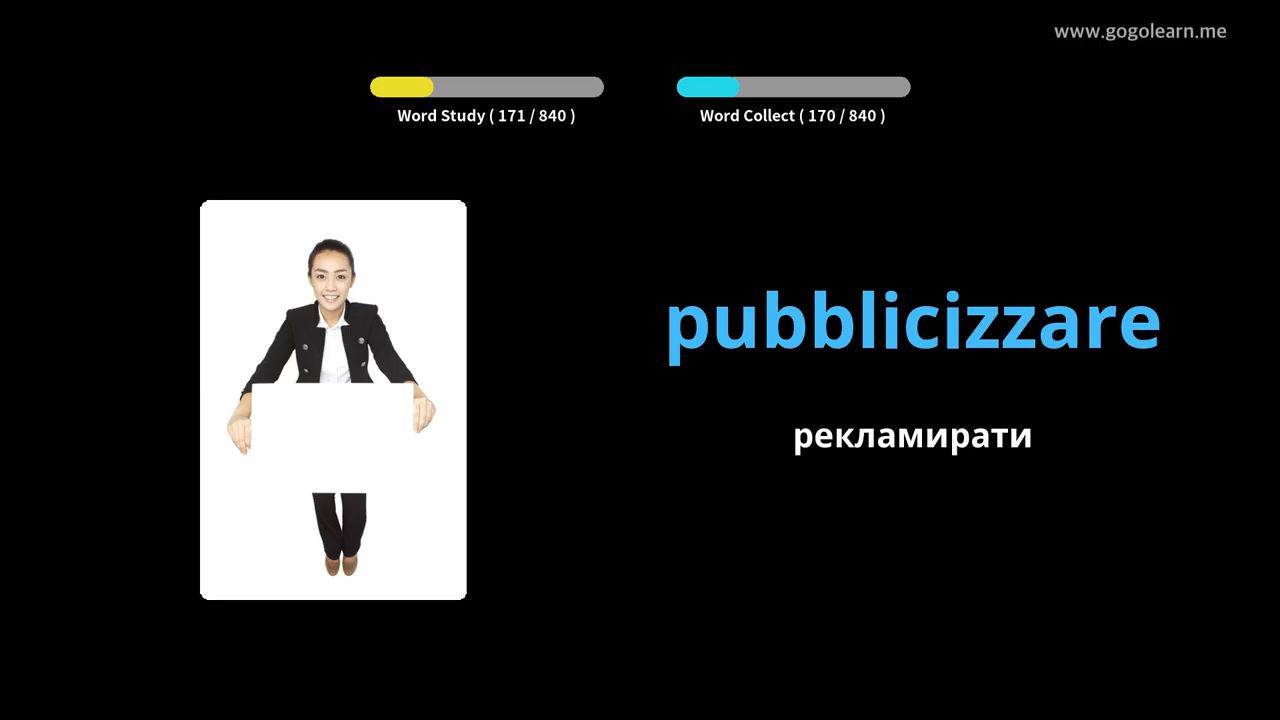 www.gogolearn.me
Word Study ( 171 / 840 )
Word Collect ( 170 / 840 )
pubblicizzare
рекламирати